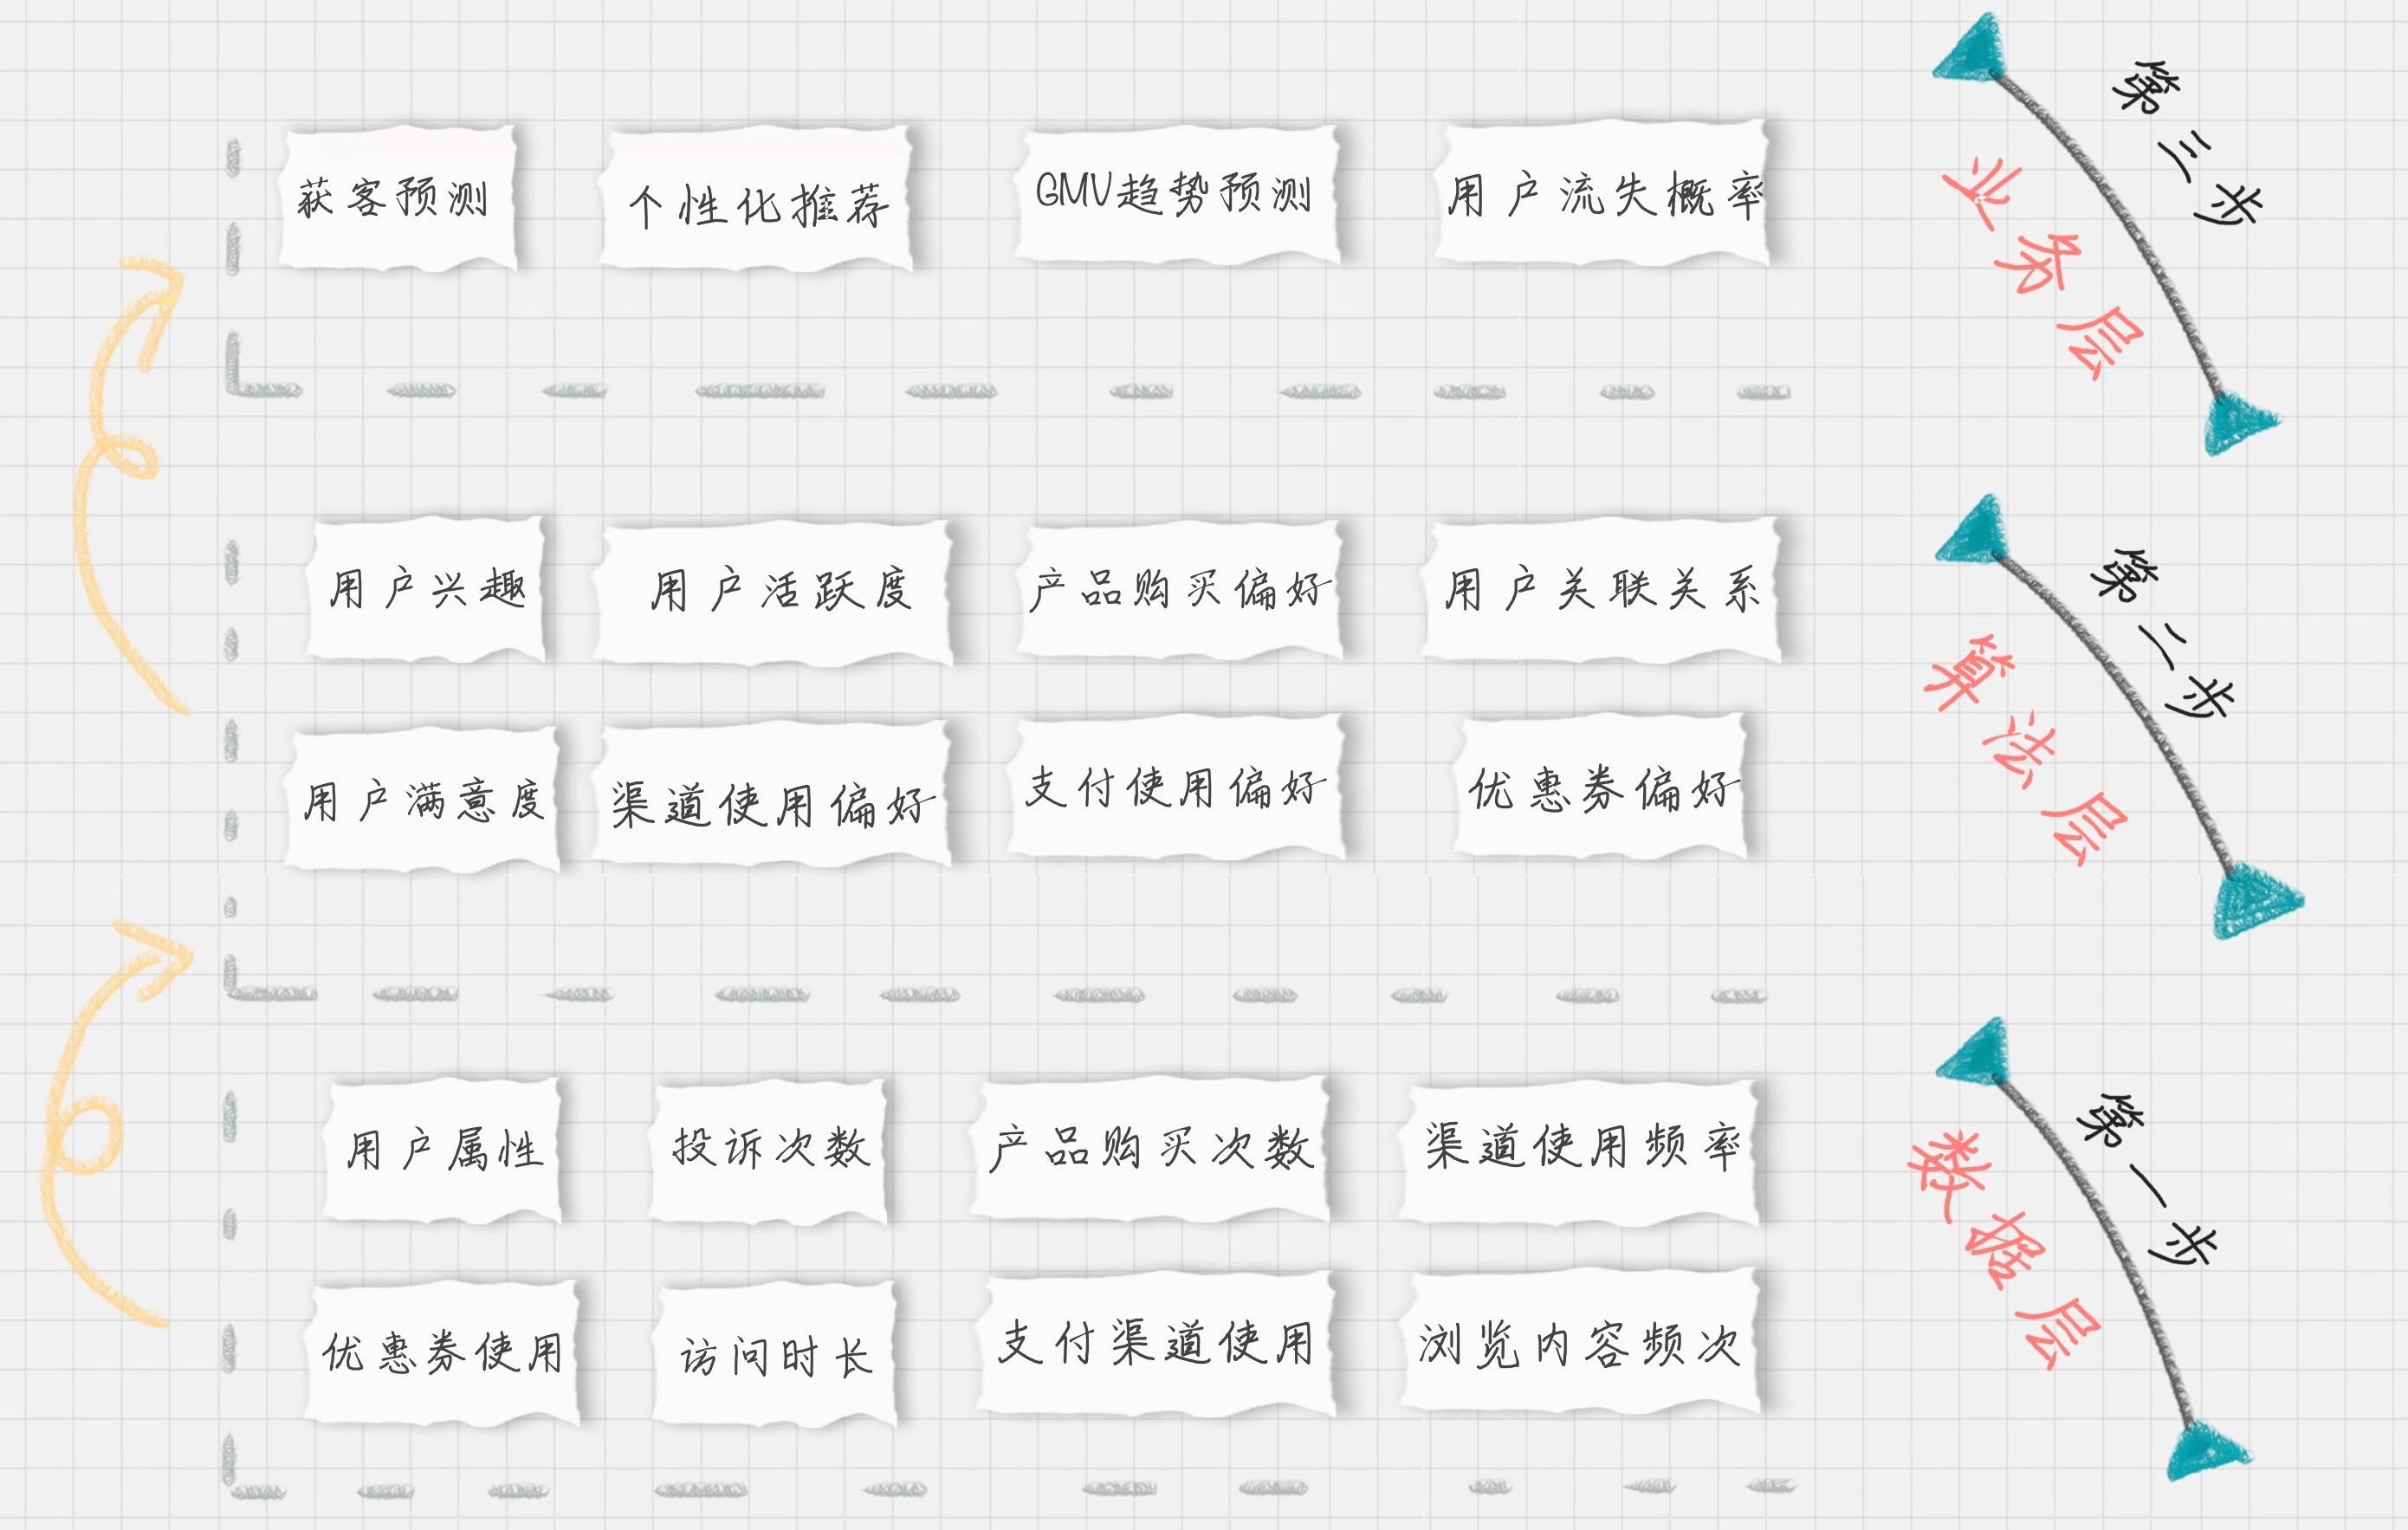 获客预测
个性化推荐
GMV趋势预测
用户流失概率
第三步
业务层
用户兴趣
用户活跃度
产品购买偏好
用户关联关系
用户满意度
渠道使用偏好
支付使用偏好
优惠券偏好
第二步
算法层
用户属性
投诉次数
产品购买次数
渠道使用频率
优惠券使用
访问时长
支付渠道使用
浏览内容频次
第一步
数据层